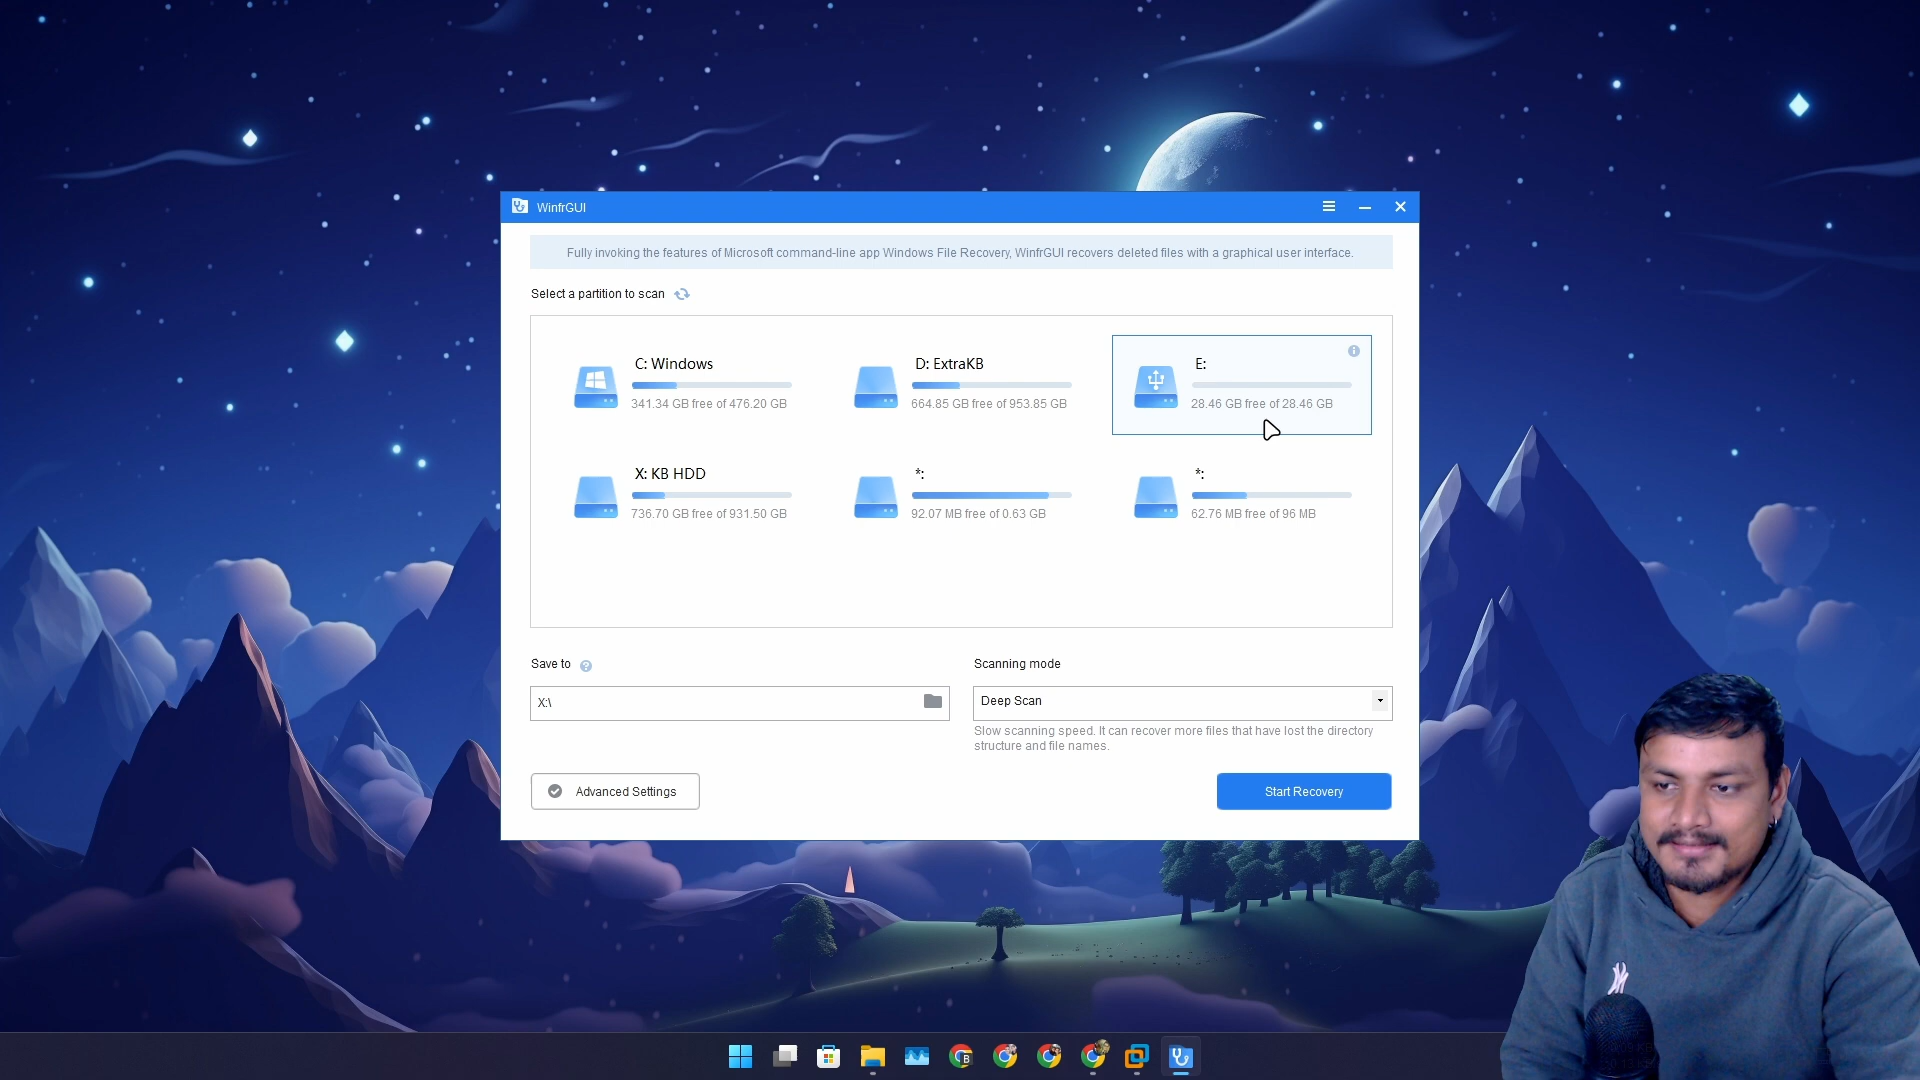 WinfrGUI
Fully invoking the features of Microsoft command-line app Windows File Recovery, WinfrGUI recovers deleted files with a graphical user interface.
Select a partition to scan
C: Windows
341.34 GB free of 476.20 GB
D: ExtraKB
664.85 GB free of 953.85 GB
E:
28.46 GB free of 28.46 GB
X: KB HDD
736.70 GB free of 931.50 GB
*:
92.07 MB free of 0.63 GB
*:
62.76 MB free of 96 MB
Save to
X:\
Scanning mode
Deep Scan
Slow scanning speed. It can recover more files that have lost the directory
structure and file names.
Advanced Settings
Start Recovery
B